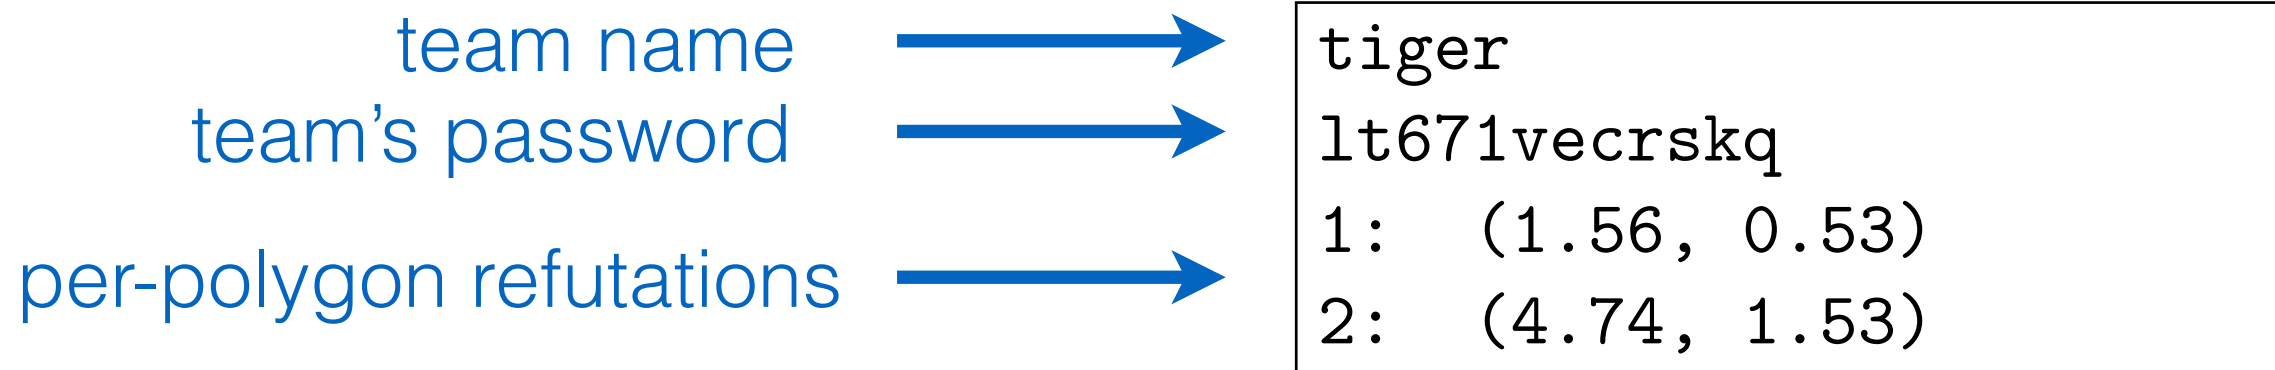 team name
tiger
team's password
lt671vecrskq
per-polygon refutations
1: (1.56, 0.53)
2: (4.74, 1.53)